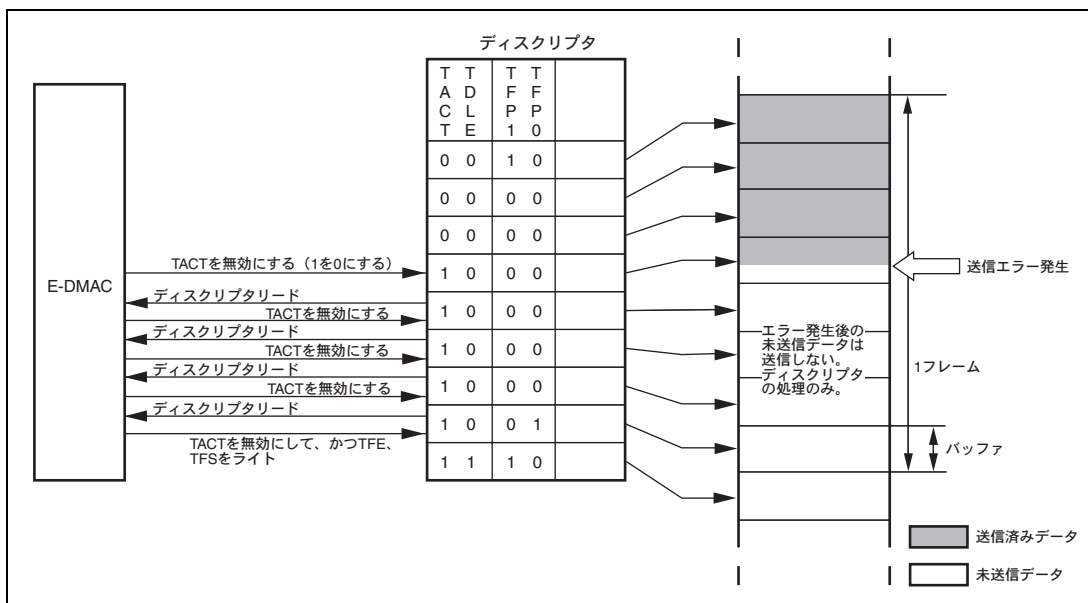 ディスクリプタ
TACT TDLE TFP1 TFP0
0 0 1 0
0 0 0 0
0 0 0 0
1 0 0 0
1 0 0 0
1 0 0 0
1 0 0 0
1 0 0 1
1 1 1 0
E-DMAC
TACTを無効にする（1を0にする）
ディスクリプタリード
TACTを無効にする
ディスクリプタリード
TACTを無効にする
ディスクリプタリード
TACTを無効にする
ディスクリプタリード
TACTを無効にして、かつTFE、
TFSをライト
送信エラー発生
エラー発生後の
未送信データは
送信しない。
ディスクリプタ
の処理のみ。
1フレーム
バッファ
送信済みデータ
未送信データ